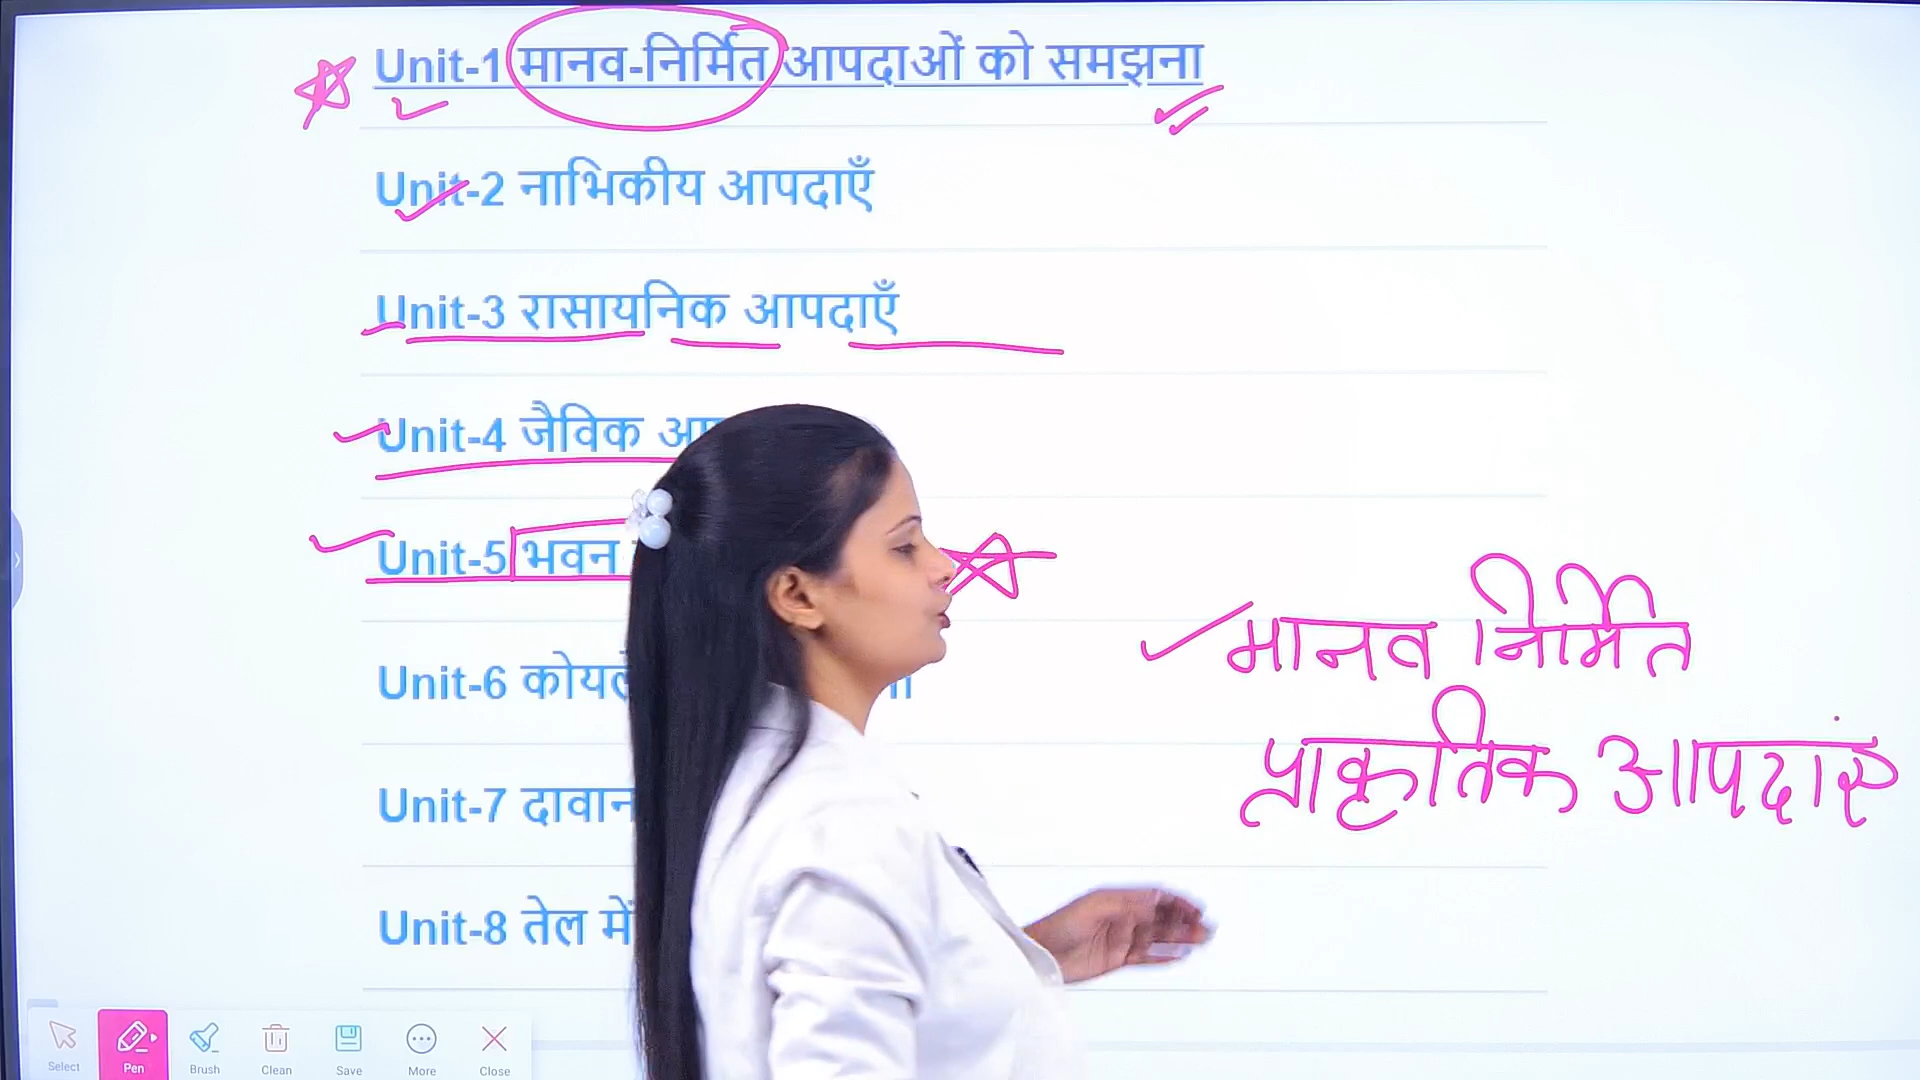 Unit-1 मानव-निर्मित आपदाओं को समझना
Unit-2 नाभिकीय आपदाएँ
Unit-3 रासायनिक आपदाएँ
Unit-4 जैविक
Unit-5 भवन
Unit-6
Unit-7
Unit-8 तेल में
मानव निर्मित
प्राकृतिक आपदाएं
Select Pen Brush Clean Save More Close